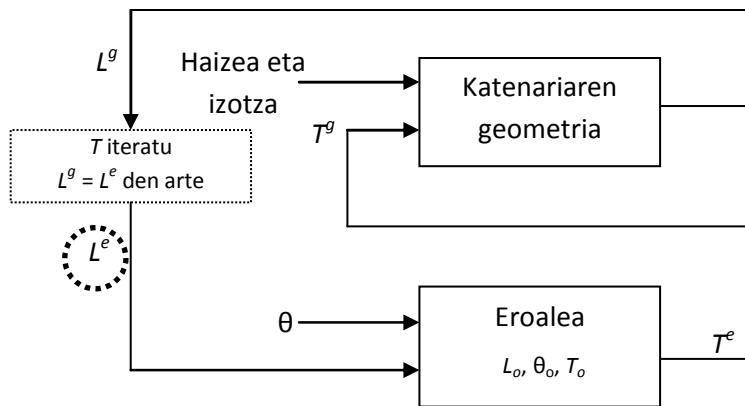 L^g
Haizea eta
izotza
T^g
Katenariaren
geometria
T iteratu
L^g = L^e den arte
L^e
θ
Eroalea
L_o, θ_o, T_o
T^e